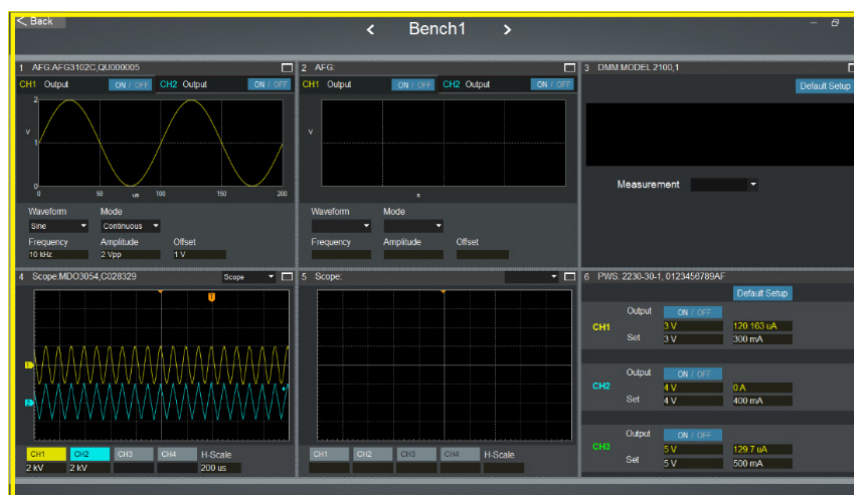 < Back
< Bench1 >
1 AFG:AFG3102C,QU000005
CH1 Output ON / OFF CH2 Output ON / OFF
2
V
1
0
0 50 us 100 150 200
Waveform Mode
Sine Continuous
Frequency Amplitude Offset
10 kHz 2 Vpp 1 V
2 AFG:
CH1 Output ON / OFF CH2 Output ON / OFF
V
s
Waveform Mode
Frequency Amplitude Offset
3 DMM:MODEL 2100,1
Default Setup
Measurement
4 Scope:MDO3054,C028329 Scope
T
1
2
CH1 CH2 CH3 CH4 H-Scale
2 kV 2 kV 200 us
5 Scope:
CH1 CH2 CH3 CH4 H-Scale
6 PWS: 2230-30-1, 0123456789AF
Default Setup
Output ON / OFF
CH1 3 V 120.163 uA
Set 3 V 300 mA
Output ON / OFF
CH2 4 V 0 A
Set 4 V 400 mA
Output ON / OFF
CH3 5 V 129.7 uA
Set 5 V 500 mA